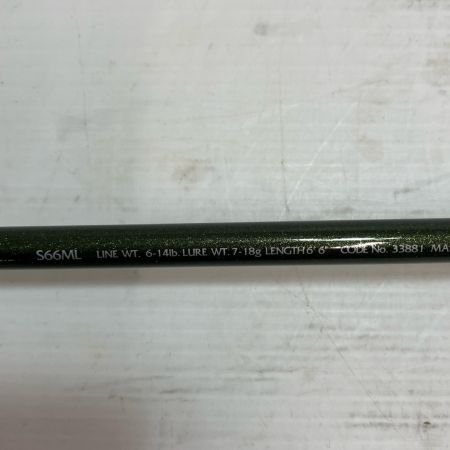 S66ML LINE WT. 6-14lb. LURE WT. 7-18g LENGTH 6' 6" CODE No. 33881 MA